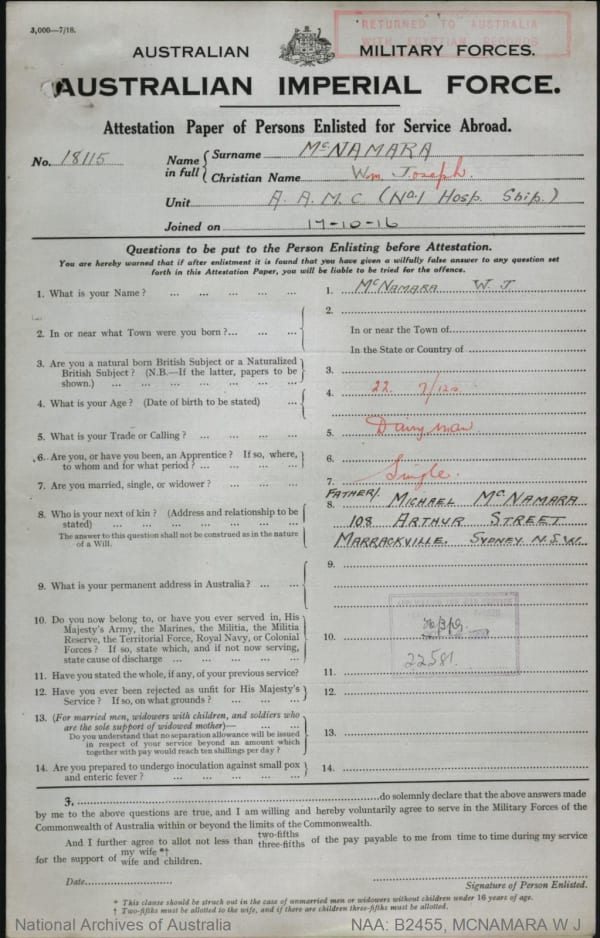 3,000—7/18.
RETURNED TO AUSTRALIA
WITH EGYPTIAN RECORDS
AUSTRALIAN MILITARY FORCES.
AUSTRALIAN IMPERIAL FORCE.
Attestation Paper of Persons Enlisted for Service Abroad.
No. 18115
Name in full { Surname McNAMARA
Christian Name Wm. Joseph.
Unit A. A. M. C. (No.1 Hosp. Ship.)
Joined on 17-10-16
Questions to be put to the Person Enlisting before Attestation.
You are hereby warned that if after enlistment it is found that you have given a wilfully false answer to any question set
forth in this Attestation Paper, you will be liable to be tried for the offence.
1. What is your Name? ... ... ... ... ... 1. McNamara W. J.
2. In or near what Town were you born?... ... ... 2. In or near the Town of
In the State or Country of
3. Are you a natural born British Subject or a Naturalized
British Subject? (N.B.—If the latter, papers to be
shown.) ... ... ... ... ... ... ... 3.
4. What is your Age? (Date of birth to be stated) ... 4. 22. 7/12
5. What is your Trade or Calling? ... ... ... ... 5. Dairyman
6. Are you, or have you been, an Apprentice? If so, where,
to whom and for what period? ... ... ... ... 6.
7. Are you married, single, or widower? ... ... ... 7. Single.
8. Who is your next of kin? (Address and relationship to be
stated) ... ... ... ... ... ... ...
The answer to this question shall not be construed as in the nature
of a Will.
FATHER/.
8. MICHAEL McNAMARA
108 ARTHUR STREET
MARRACKVILLE. SYDNEY N.S.W.
9. What is your permanent address in Australia? ... ... 9.
10. Do you now belong to, or have you ever served in, His
Majesty's Army, the Marines, the Militia, the Militia
Reserve, the Territorial Force, Royal Navy, or Colonial
Forces? If so, state which, and if not now serving,
state cause of discharge ... ... ... ... 10.
22581.
11. Have you stated the whole, if any, of your previous service? 11.
12. Have you ever been rejected as unfit for His Majesty's
Service? If so, on what grounds? ... ... ... 12.
13. (For married men, widowers with children, and soldiers who
are the sole support of widowed mother)— ... ...
Do you understand that no separation allowance will be issued
in respect of your service beyond an amount which
together with pay would reach ten shillings per day? 13.
14. Are you prepared to undergo inoculation against small pox
and enteric fever? ... ... ... ... ... 14.
I, do solemnly declare that the above answers made
by me to the above questions are true, and I am willing and hereby voluntarily agree to serve in the Military Forces of the
Commonwealth of Australia within or beyond the limits of the Commonwealth.
And I further agree to allot not less than two-fifths three-fifths of the pay payable to me from time to time during my service
for the support of my wife *† wife and children.
Date
Signature of Person Enlisted.
* This clause should be struck out in the case of unmarried men or widowers without children under 16 years of age.
† Two-fifths must be allotted to the wife, and if there are children three-fifths must be allotted.
National Archives of Australia NAA: B2455, MCNAMARA W J